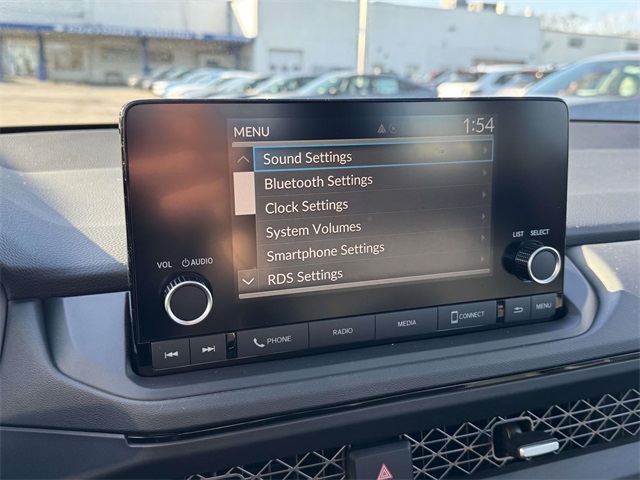 MENU 1:54
Sound Settings
Bluetooth Settings
Clock Settings
System Volumes
Smartphone Settings
RDS Settings
VOL AUDIO
LIST SELECT
PHONE RADIO MEDIA CONNECT MENU